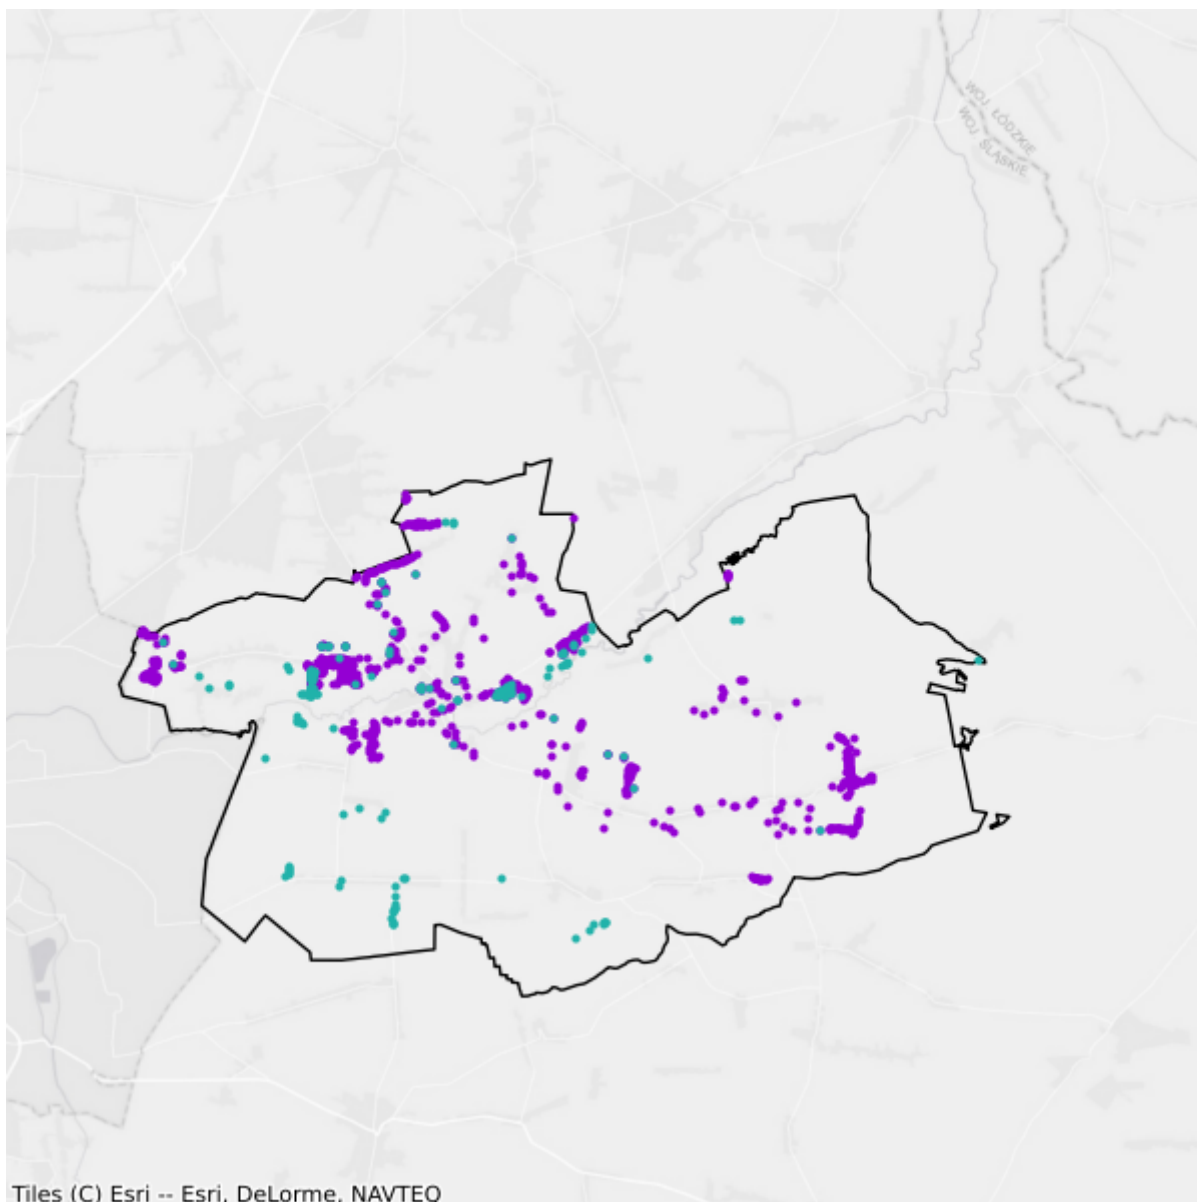 WOJ ŁÓDZKIE
WOJ ŚLĄSKIE
Tiles (C) Esri -- Esri, DeLorme, NAVTEQ